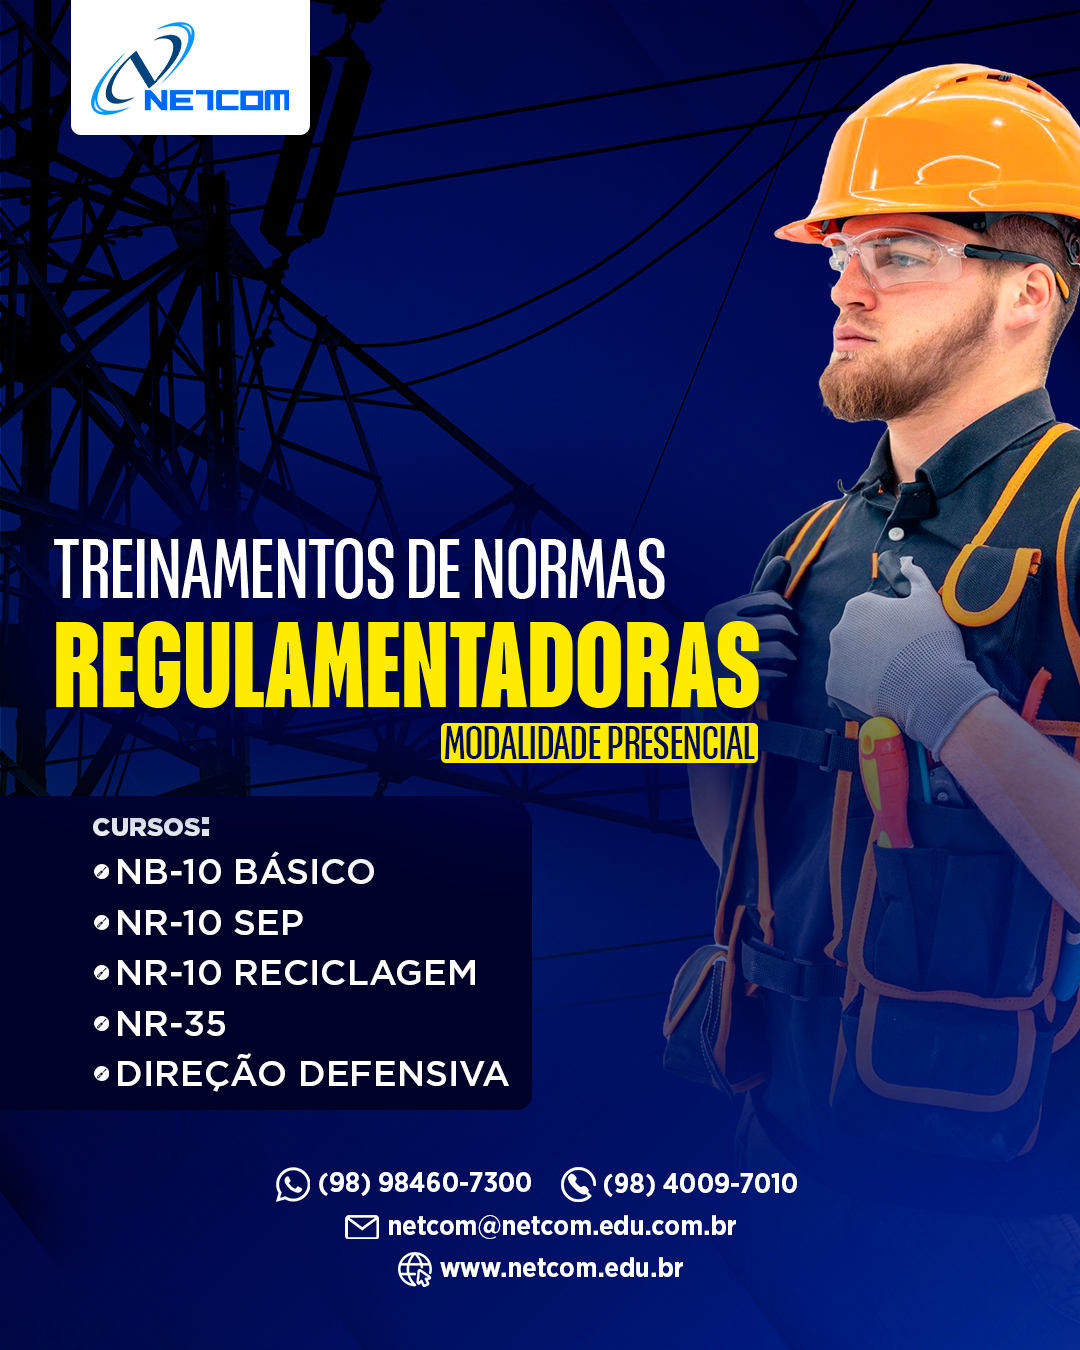 NETCOM
TREINAMENTOS DE NORMAS
REGULAMENTADORAS
MODALIDADE PRESENCIAL
CURSOS:
NB-10 BÁSICO
NR-10 SEP
NR-10 RECICLAGEM
NR-35
DIREÇÃO DEFENSIVA
(98) 98460-7300 (98) 4009-7010
netcom@netcom.edu.com.br
www.netcom.edu.br